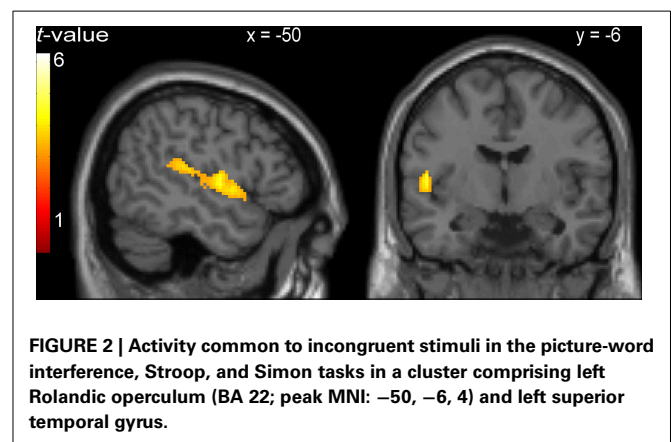 t-value
x = -50
y = -6
6
1
FIGURE 2 | Activity common to incongruent stimuli in the picture-word
interference, Stroop, and Simon tasks in a cluster comprising left
Rolandic operculum (BA 22; peak MNI: −50, −6, 4) and left superior
temporal gyrus.